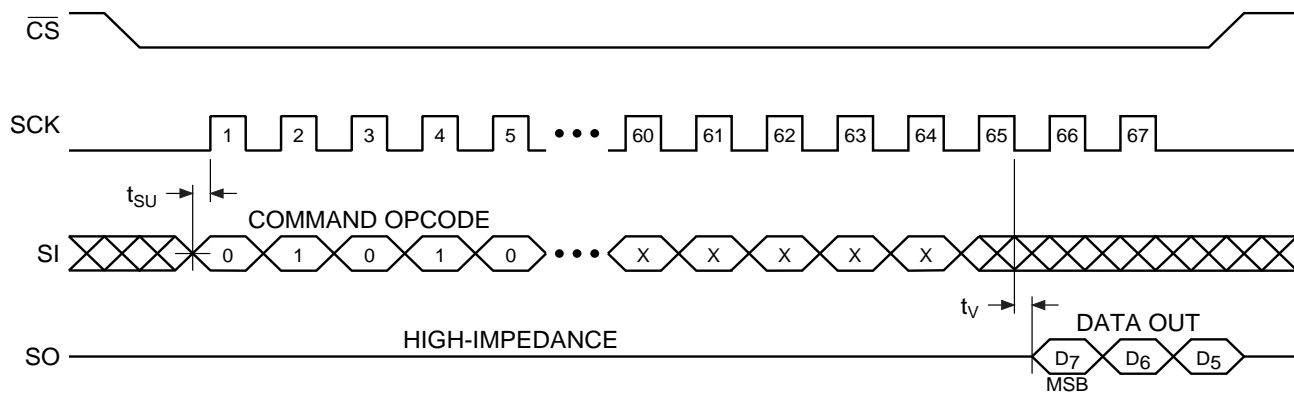 CS
SCK
1 2 3 4 5 ••• 60 61 62 63 64 65 66 67
tSU
COMMAND OPCODE
SI
0 1 0 1 0 ••• X X X X X
tV
HIGH-IMPEDANCE
DATA OUT
SO
D7 D6 D5
MSB